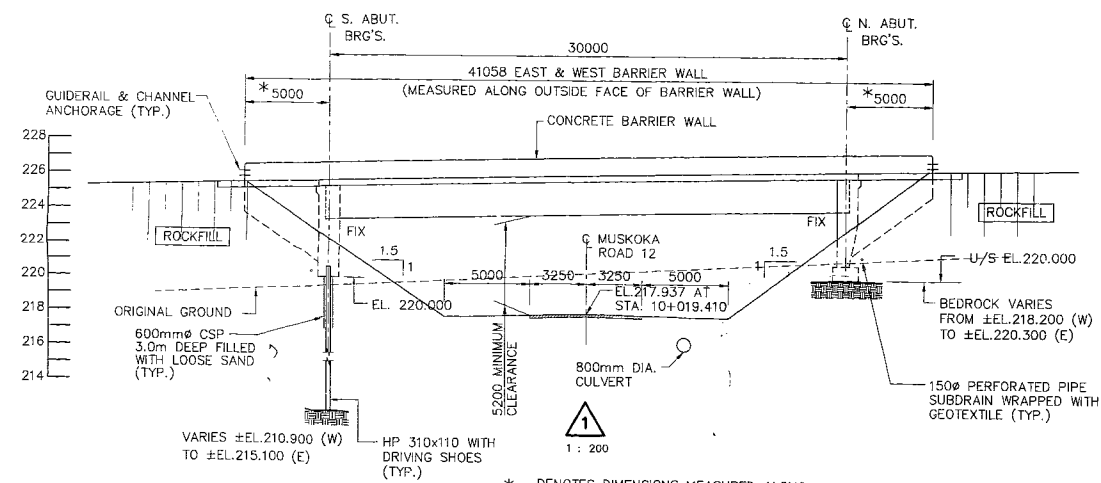 ℄ S. ABUT.
BRG'S.
℄ N. ABUT.
BRG'S.
30000
41058 EAST & WEST BARRIER WALL
(MEASURED ALONG OUTSIDE FACE OF BARRIER WALL)
*5000
*5000
GUIDERAIL & CHANNEL
ANCHORAGE (TYP.)
CONCRETE BARRIER WALL
228
226
224
222
220
218
216
214
ROCKFILL
ROCKFILL
FIX
FIX
℄ MUSKOKA
ROAD 12
1.5
1
1.5
1
5000
3250
3250
5000
U/S EL.220.000
EL. 220.000
EL.217.937 AT
STA. 10+019.410
ORIGINAL GROUND
BEDROCK VARIES
FROM ±EL.218.200 (W)
TO ±EL.220.300 (E)
600mmø CSP
3.0m DEEP FILLED
WITH LOOSE SAND
(TYP.)
5200 MINIMUM
CLEARANCE
800mm DIA.
CULVERT
150ø PERFORATED PIPE
SUBDRAIN WRAPPED WITH
GEOTEXTILE (TYP.)
1
1 : 200
VARIES ±EL.210.900 (W)
TO ±EL.215.100 (E)
HP 310x110 WITH
DRIVING SHOES
(TYP.)
* DENOTES DIMENSIONS MEASURED ALONG